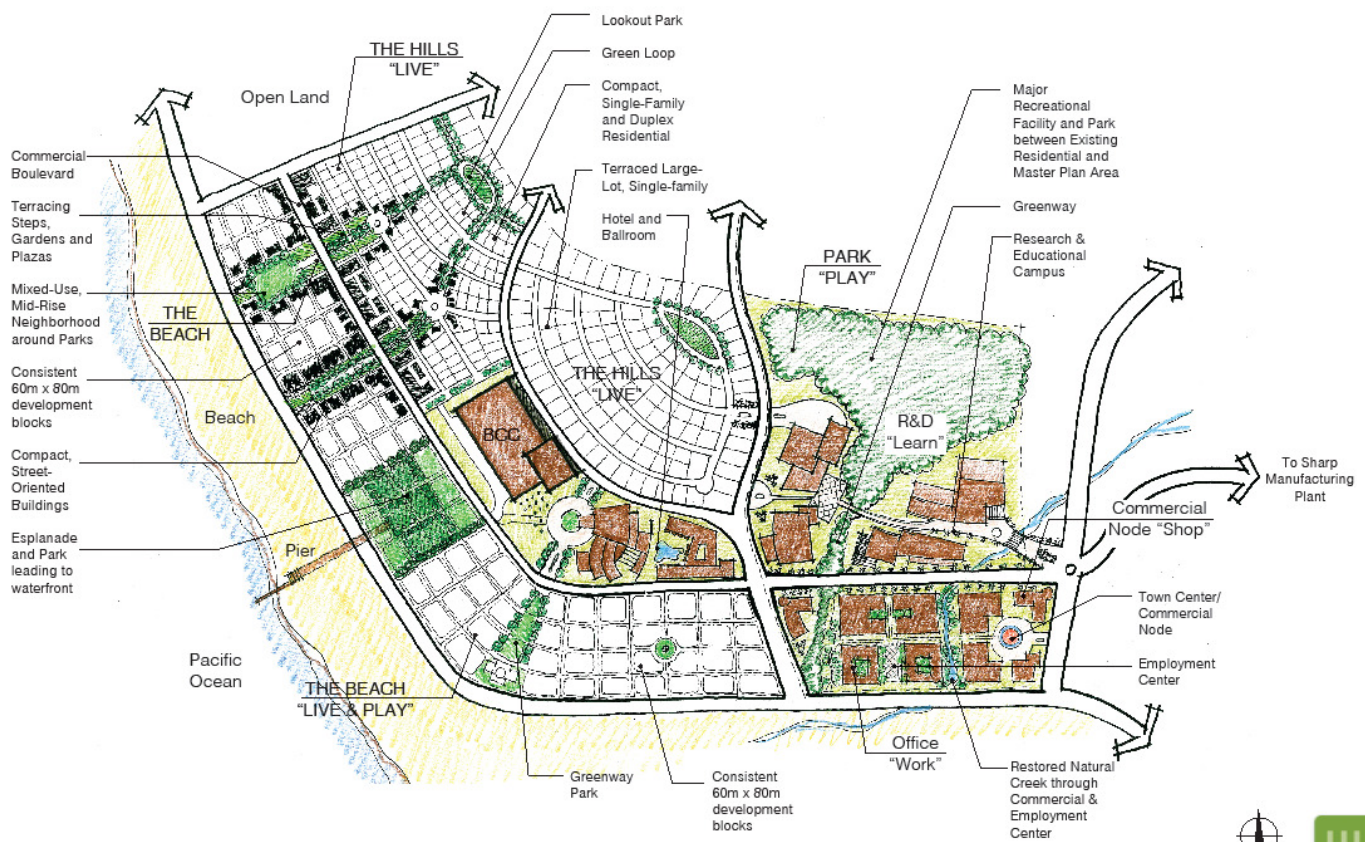 Lookout Park
THE HILLS
“LIVE”
Green Loop
Open Land
Compact,
Single-Family
and Duplex
Residential
Major
Recreational
Facility and Park
between Existing
Residential and
Master Plan Area
Commercial
Boulevard
Terraced Large-
Lot, Single-family
Terracing
Steps,
Gardens and
Plazas
Hotel and
Ballroom
Greenway
Research &
Educational
Campus
PARK
“PLAY”
Mixed-Use,
Mid-Rise
Neighborhood
around Parks
THE
BEACH
Consistent
60m x 80m
development
blocks
THE HILLS
“LIVE”
Beach
R&D
“Learn”
BCC
Compact,
Street-
Oriented
Buildings
To Sharp
Manufacturing
Plant
Commercial
Node “Shop”
Esplanade
and Park
leading to
waterfront
Pier
Town Center/
Commercial
Node
Pacific
Ocean
Employment
Center
THE BEACH
“LIVE & PLAY”
Office
“Work”
Greenway
Park
Consistent
60m x 80m
development
blocks
Restored Natural
Creek through
Commercial &
Employment
Center